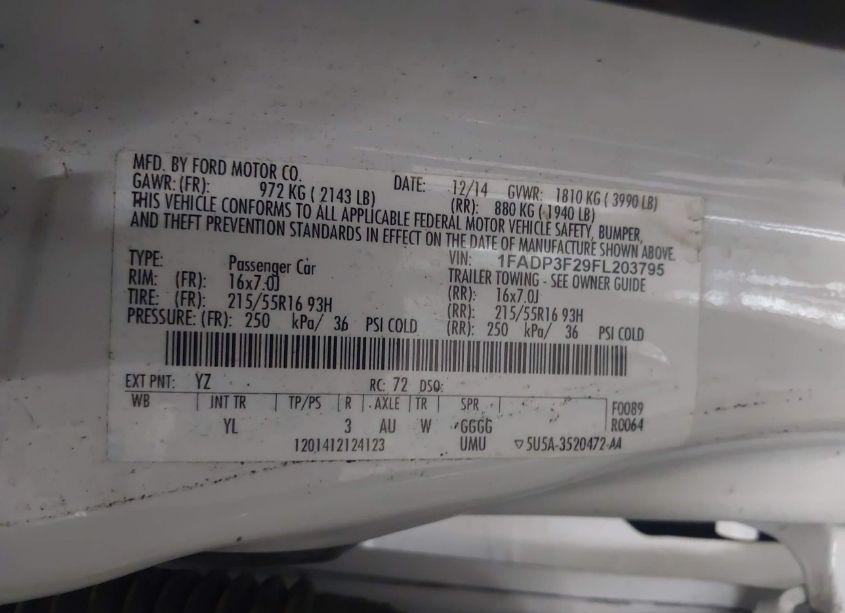 MFD. BY FORD MOTOR CO.
DATE: 12/14 GVWR: 1810 KG ( 3990 LB)
GAWR: (FR): 972 KG ( 2143 LB) (RR): 880 KG ( 1940 LB)
THIS VEHICLE CONFORMS TO ALL APPLICABLE FEDERAL MOTOR VEHICLE SAFETY, BUMPER,
AND THEFT PREVENTION STANDARDS IN EFFECT ON THE DATE OF MANUFACTURE SHOWN ABOVE.
VIN: 1FADP3F29FL203795
TYPE: Passenger Car TRAILER TOWING - SEE OWNER GUIDE
RIM: (FR): 16x7.0J (RR): 16x7.0J
TIRE: (FR): 215/55R16 93H (RR): 215/55R16 93H
PRESSURE: (FR): 250 kPa/ 36 PSI COLD (RR): 250 kPa/ 36 PSI COLD
EXT PNT: YZ RC: 72 DSO:
WB INT TR TP/PS R AXLE TR SPR F0089
YL 3 AU W GGGG R0064
1201412124123 UMU ▽5U5A-3520472-AA